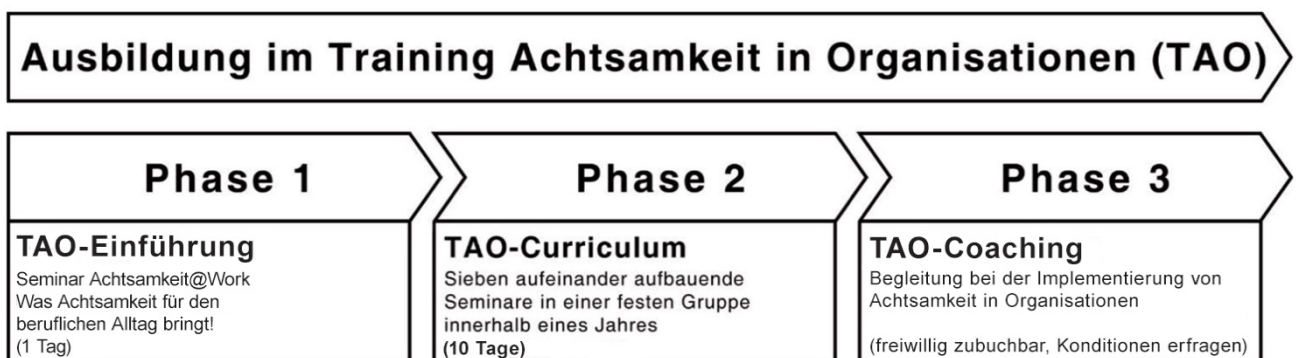 Ausbildung im Training Achtsamkeit in Organisationen (TAO)
Phase 1
TAO-Einführung
Seminar Achtsamkeit@Work
Was Achtsamkeit für den
beruflichen Alltag bringt!
(1 Tag)
Phase 2
TAO-Curriculum
Sieben aufeinander aufbauende
Seminare in einer festen Gruppe
innerhalb eines Jahres
(10 Tage)
Phase 3
TAO-Coaching
Begleitung bei der Implementierung von
Achtsamkeit in Organisationen
(freiwillig zubuchbar, Konditionen erfragen)